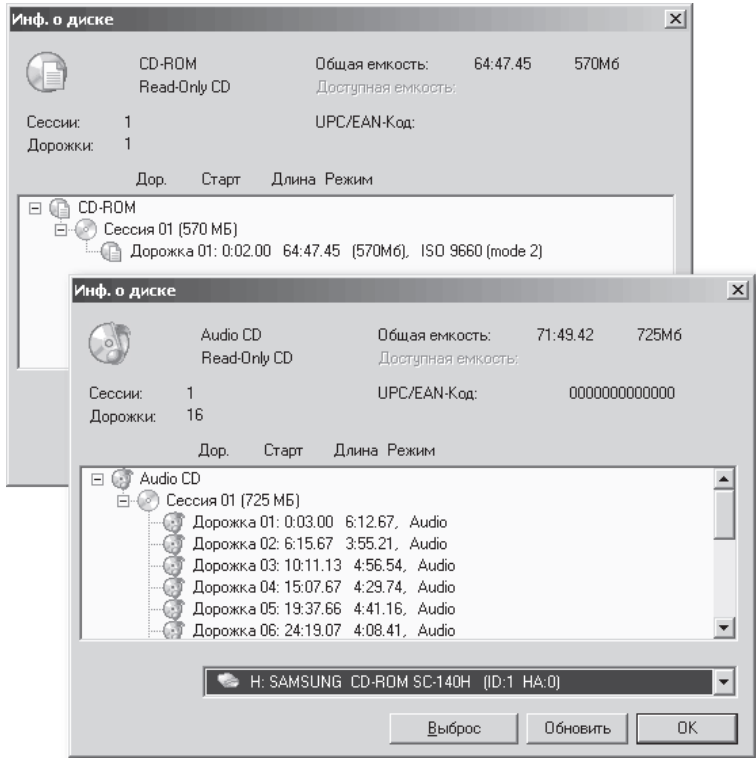 Инф. о диске
CD-ROM Общая емкость: 64:47.45 570Мб
Read-Only CD Доступная емкость:
Сессии: 1 UPC/EAN-Код:
Дорожки: 1
Дор. Старт Длина Режим
CD-ROM
Сессия 01 (570 МБ)
Дорожка 01: 0:02.00 64:47.45 (570Мб), ISO 9660 (mode 2)
Инф. о диске
Audio CD Общая емкость: 71:49.42 725Мб
Read-Only CD Доступная емкость:
Сессии: 1 UPC/EAN-Код: 0000000000000
Дорожки: 16
Дор. Старт Длина Режим
Audio CD
Сессия 01 (725 МБ)
Дорожка 01: 0:03.00 6:12.67, Audio
Дорожка 02: 6:15.67 3:55.21, Audio
Дорожка 03: 10:11.13 4:56.54, Audio
Дорожка 04: 15:07.67 4:29.74, Audio
Дорожка 05: 19:37.66 4:41.16, Audio
Дорожка 06: 24:19.07 4:08.41, Audio
H: SAMSUNG CD-ROM SC-140H (ID:1 HA:0)
Выброс Обновить OK